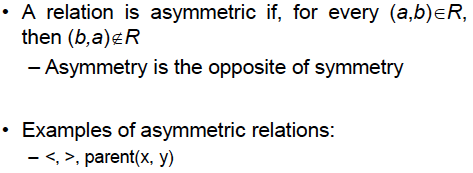 • A relation is asymmetric if, for every (a,b)∈R,
then (b,a)∉R
– Asymmetry is the opposite of symmetry
• Examples of asymmetric relations:
– <, >, parent(x, y)